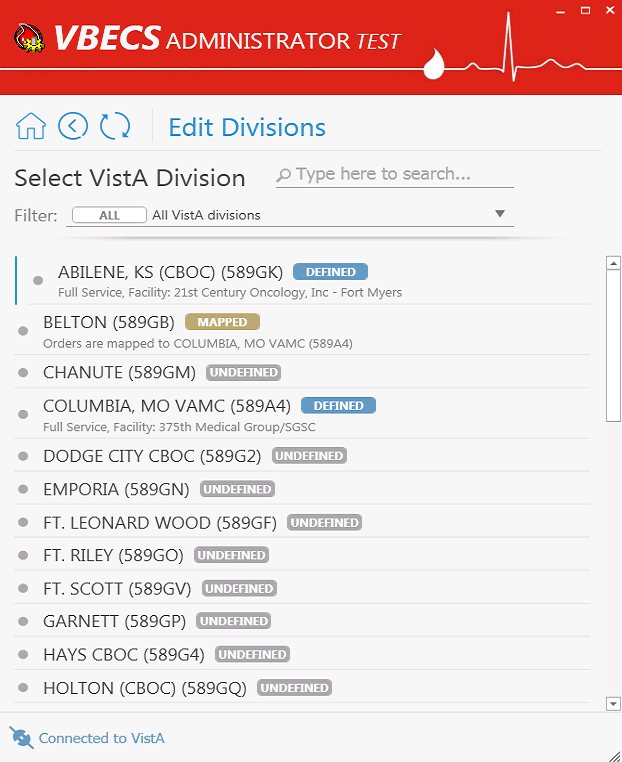 VBECS ADMINISTRATOR TEST
Edit Divisions
Select VistA Division
Type here to search...
Filter: ALL All VistA divisions
ABILENE, KS (CBOC) (589GK) DEFINED
Full Service, Facility: 21st Century Oncology, Inc - Fort Myers
BELTON (589GB) MAPPED
Orders are mapped to COLUMBIA, MO VAMC (589A4)
CHANUTE (589GM) UNDEFINED
COLUMBIA, MO VAMC (589A4) DEFINED
Full Service, Facility: 375th Medical Group/SGSC
DODGE CITY CBOC (589G2) UNDEFINED
EMPORIA (589GN) UNDEFINED
FT. LEONARD WOOD (589GF) UNDEFINED
FT. RILEY (589GO) UNDEFINED
FT. SCOTT (589GV) UNDEFINED
GARNETT (589GP) UNDEFINED
HAYS CBOC (589G4) UNDEFINED
HOLTON (CBOC) (589GQ) UNDEFINED
Connected to VistA